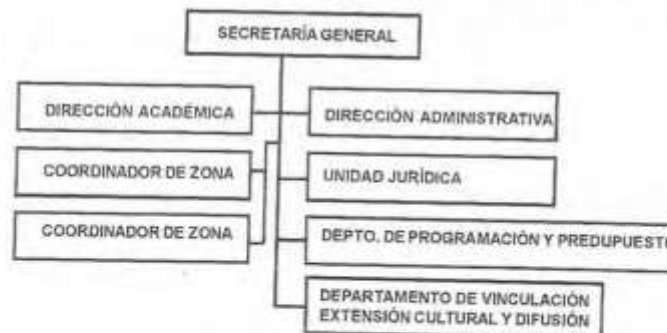 SECRETARÍA GENERAL
DIRECCIÓN ACADÉMICA
DIRECCIÓN ADMINISTRATIVA
COORDINADOR DE ZONA
UNIDAD JURÍDICA
COORDINADOR DE ZONA
DEPTO. DE PROGRAMACIÓN Y PREDUPUESTO
DEPARTAMENTO DE VINCULACIÓN
EXTENSIÓN CULTURAL Y DIFUSIÓN